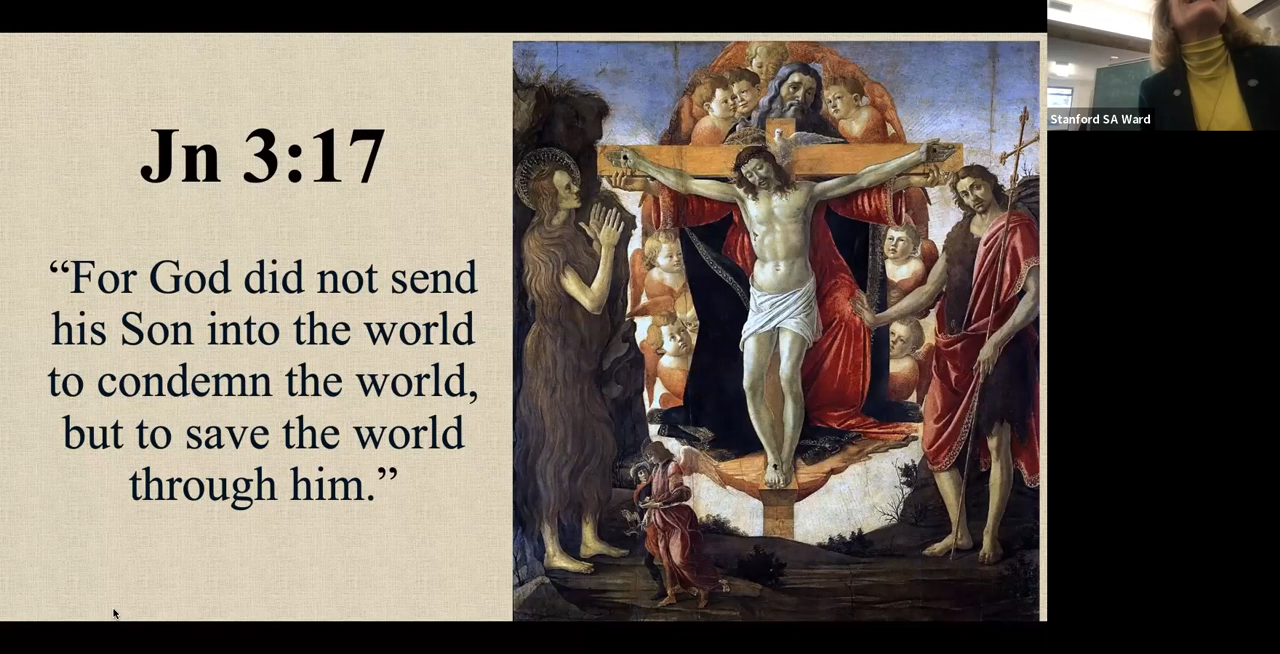 Jn 3:17
“For God did not send
his Son into the world
to condemn the world,
but to save the world
through him.”
Stanford SA Ward